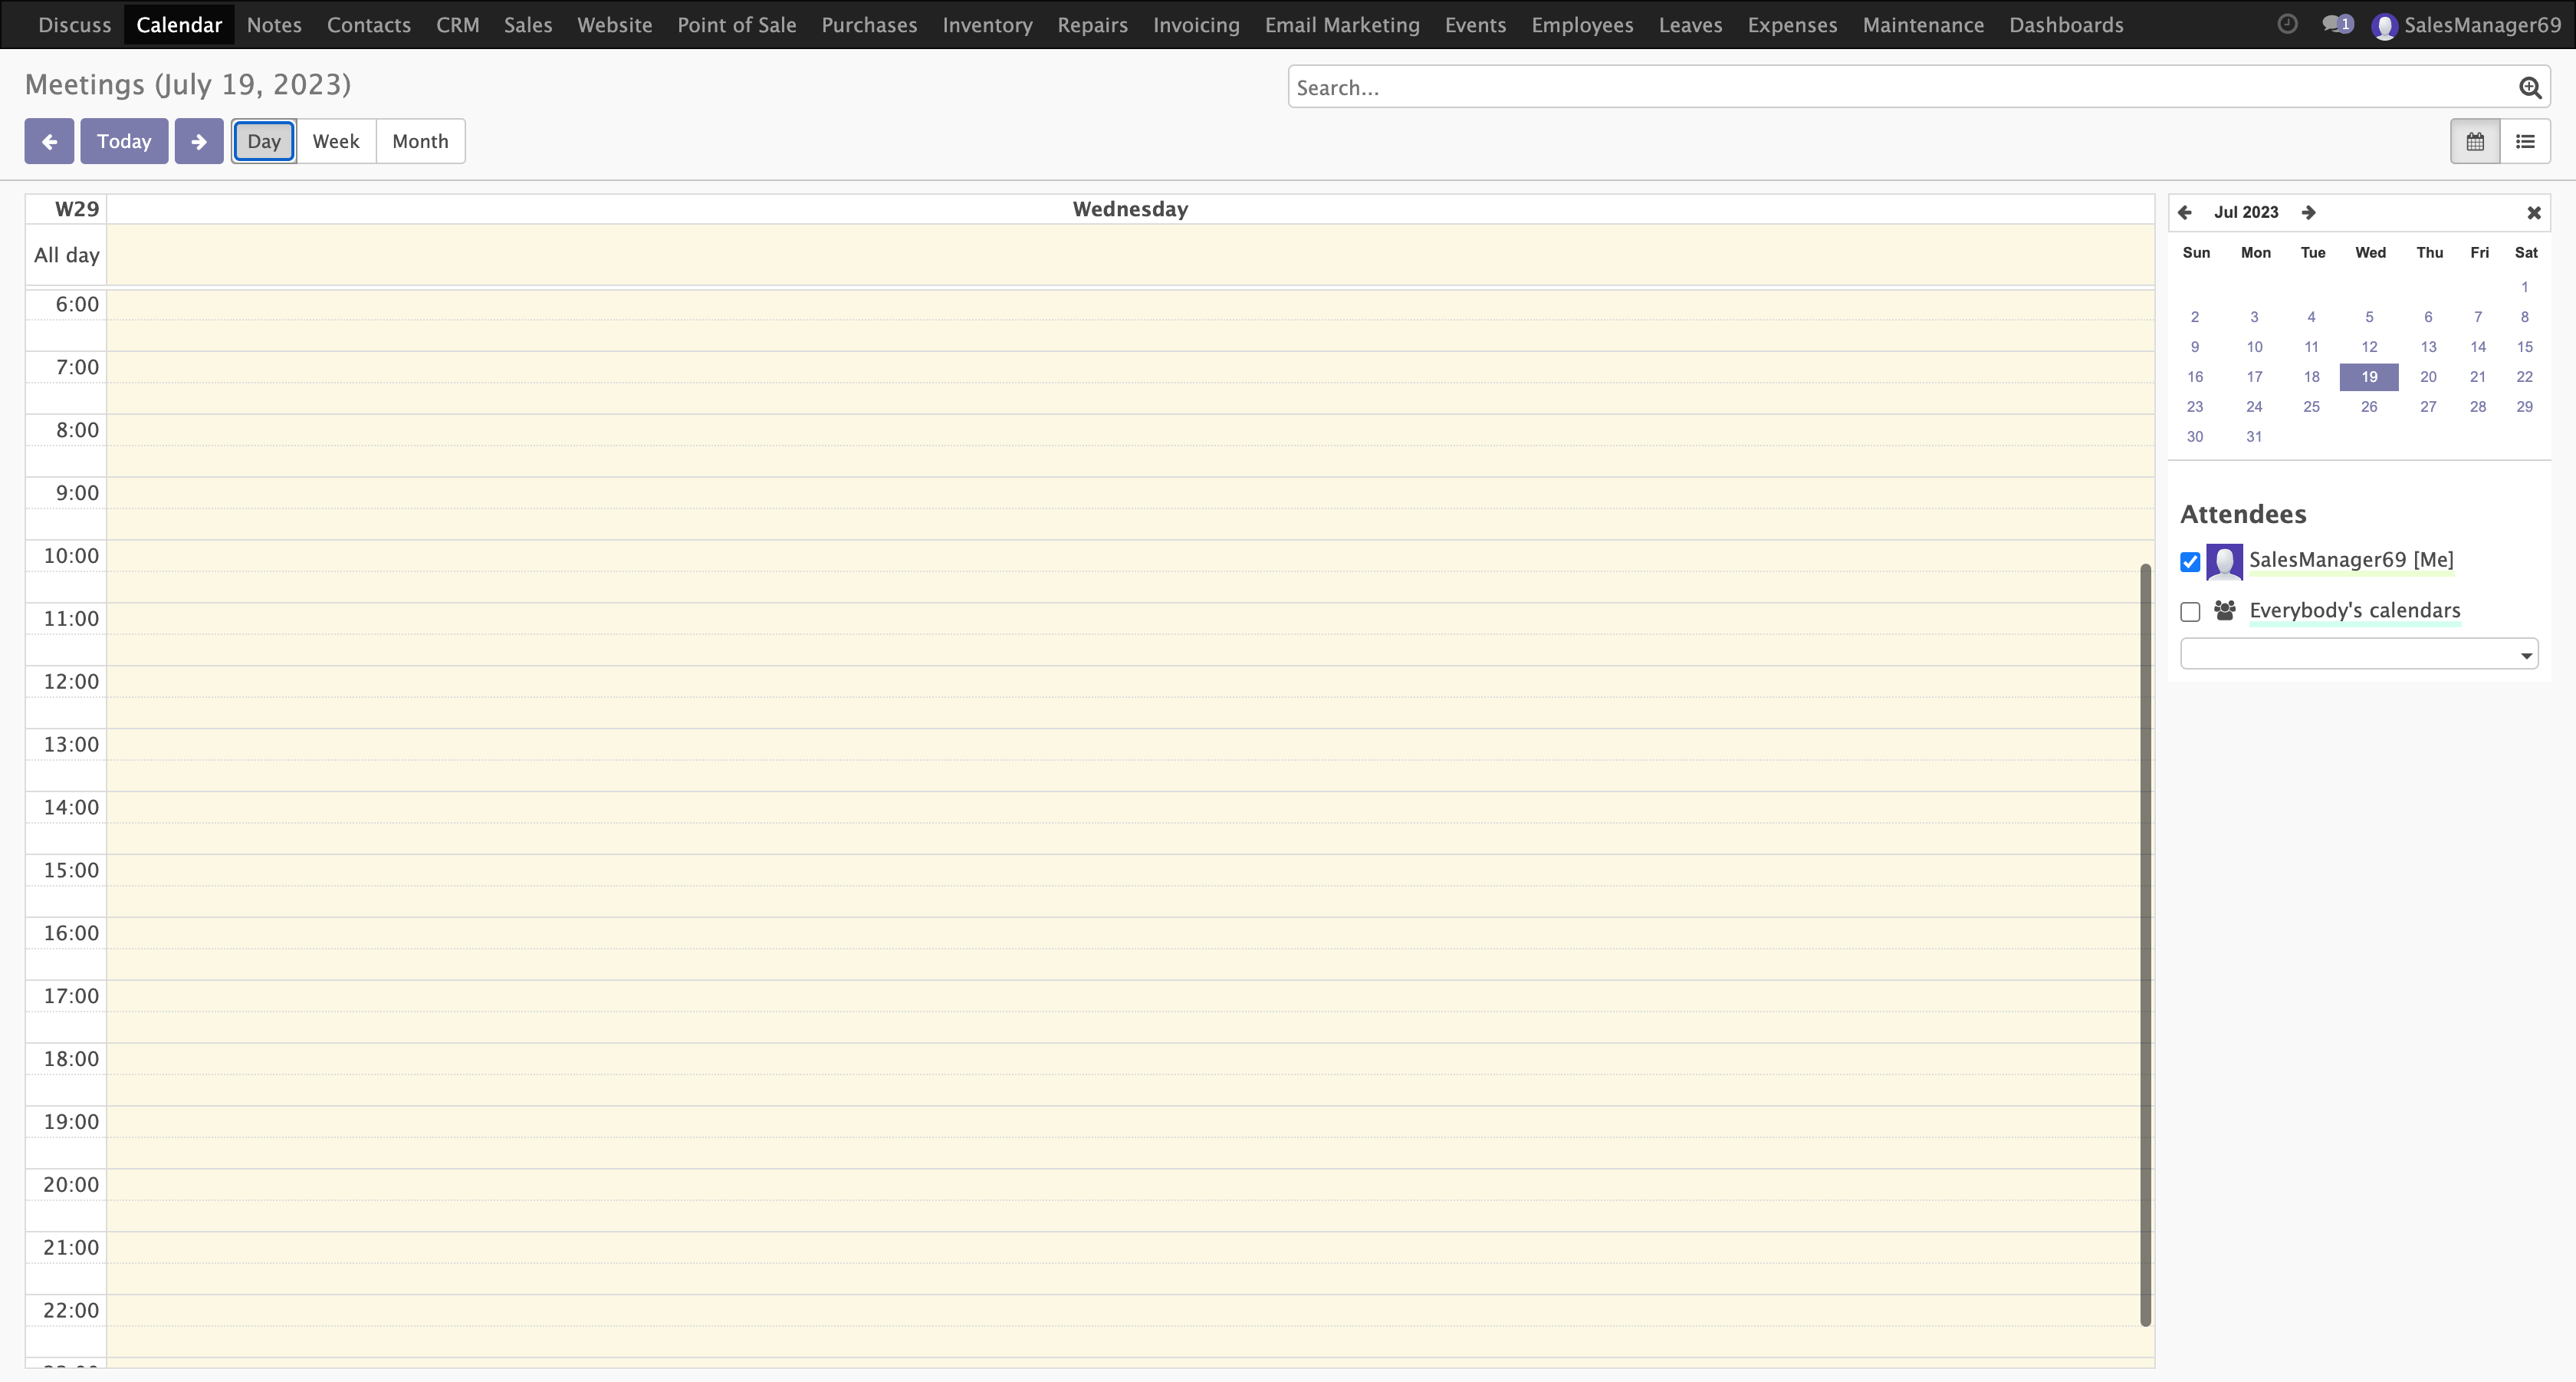 Discuss Calendar Notes Contacts CRM Sales Website Point of Sale Purchases Inventory Repairs Invoicing Email Marketing Events Employees Leaves Expenses Maintenance Dashboards 1 SalesManager69
Meetings (July 19, 2023)
Search...
Today Day Week Month
W29 Wednesday
All day
6:00
7:00
8:00
9:00
10:00
11:00
12:00
13:00
14:00
15:00
16:00
17:00
18:00
19:00
20:00
21:00
22:00
Jul 2023
Sun Mon Tue Wed Thu Fri Sat
1
2 3 4 5 6 7 8
9 10 11 12 13 14 15
16 17 18 19 20 21 22
23 24 25 26 27 28 29
30 31
Attendees
SalesManager69 [Me]
Everybody's calendars